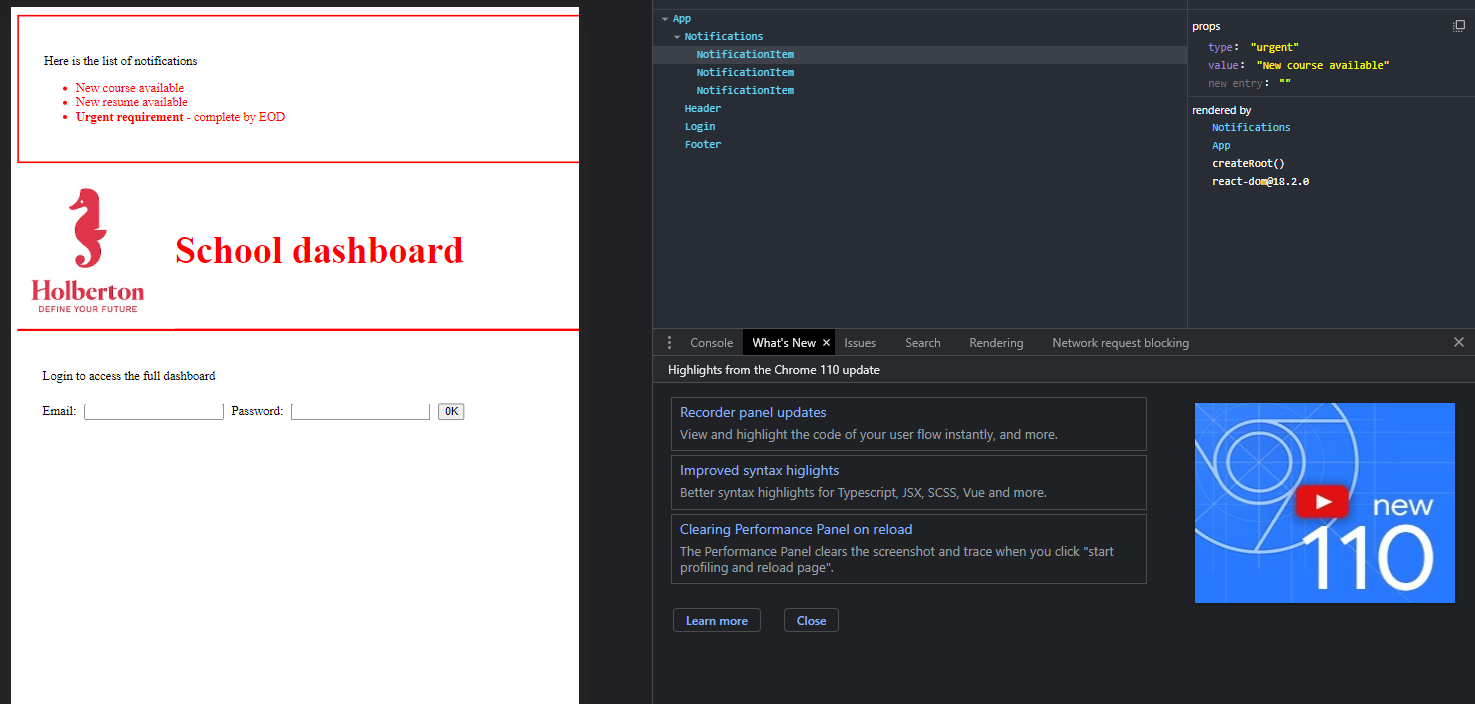 Here is the list of notifications
New course available
New resume available
Urgent requirement - complete by EOD
Holberton
DEFINE YOUR FUTURE
School dashboard
Login to access the full dashboard
Email: Password: OK
App
Notifications
NotificationItem
NotificationItem
NotificationItem
Header
Login
Footer
props
type: "urgent"
value: "New course available"
new entry: ""
rendered by
Notifications
App
createRoot()
react-dom@18.2.0
Console What's New Issues Search Rendering Network request blocking
Highlights from the Chrome 110 update
Recorder panel updates
View and highlight the code of your user flow instantly, and more.
Improved syntax higlights
Better syntax highlights for Typescript, JSX, SCSS, Vue and more.
Clearing Performance Panel on reload
The Performance Panel clears the screenshot and trace when you click "start
profiling and reload page".
Learn more Close
new
110